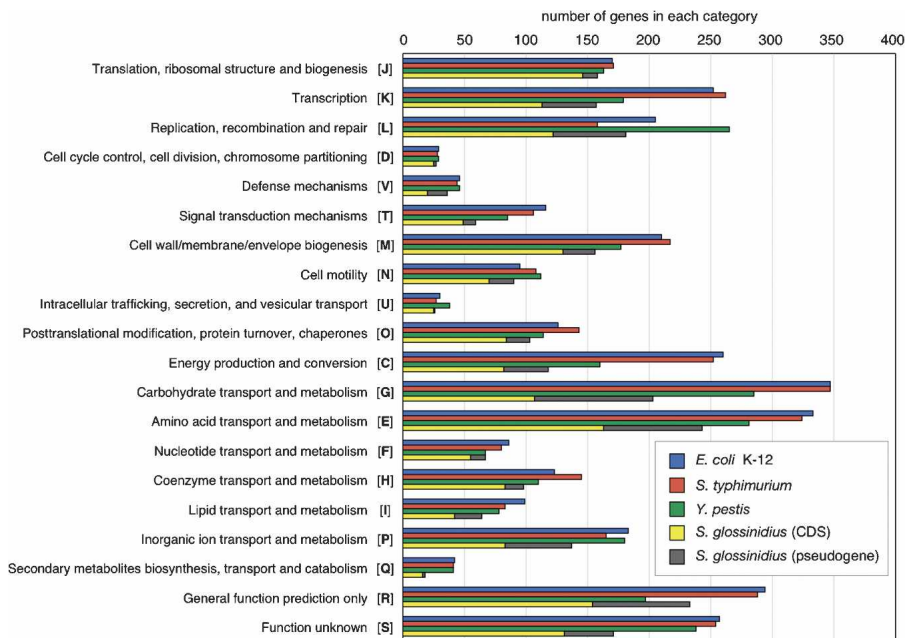 number of genes in each category
0 50 100 150 200 250 300 350 400
Translation, ribosomal structure and biogenesis [J]
Transcription [K]
Replication, recombination and repair [L]
Cell cycle control, cell division, chromosome partitioning [D]
Defense mechanisms [V]
Signal transduction mechanisms [T]
Cell wall/membrane/envelope biogenesis [M]
Cell motility [N]
Intracellular trafficking, secretion, and vesicular transport [U]
Posttranslational modification, protein turnover, chaperones [O]
Energy production and conversion [C]
Carbohydrate transport and metabolism [G]
Amino acid transport and metabolism [E]
Nucleotide transport and metabolism [F]
Coenzyme transport and metabolism [H]
Lipid transport and metabolism [I]
Inorganic ion transport and metabolism [P]
Secondary metabolites biosynthesis, transport and catabolism [Q]
General function prediction only [R]
Function unknown [S]
E. coli K-12
S. typhimurium
Y. pestis
S. glossinidius (CDS)
S. glossinidius (pseudogene)